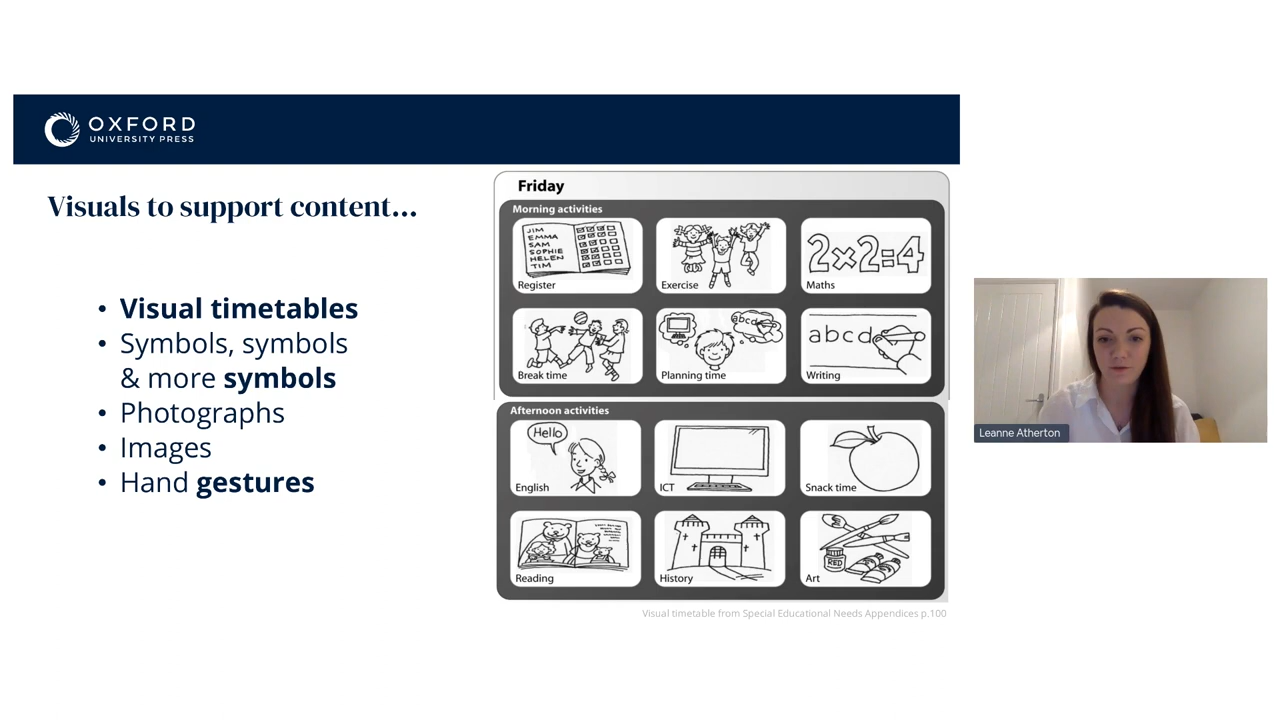 OXFORD
UNIVERSITY PRESS
Visuals to support content...
• Visual timetables
• Symbols, symbols
& more symbols
• Photographs
• Images
• Hand gestures
Friday
Morning activities
JIM
EMMA
SAM
SOPHIE
HELEN
TIM
Register
Exercise
2x2=4
Maths
Break time
abcd
Planning time
abcd
Writing
Afternoon activities
Hello
English
ICT
Snack time
Reading
History
RED
Art
Visual timetable from Special Educational Needs Appendices p.100
Leanne Atherton